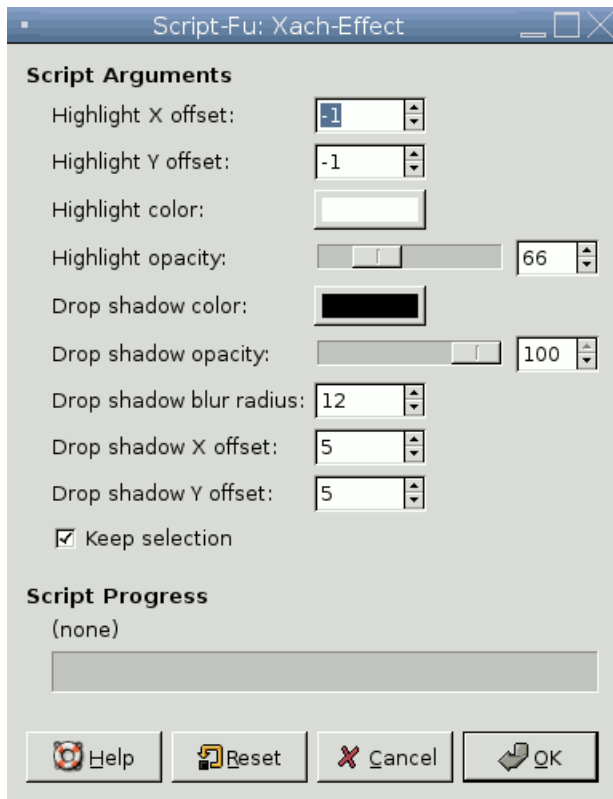 Script-Fu: Xach-Effect
Script Arguments
Highlight X offset: -1
Highlight Y offset: -1
Highlight color:
Highlight opacity: 66
Drop shadow color:
Drop shadow opacity: 100
Drop shadow blur radius: 12
Drop shadow X offset: 5
Drop shadow Y offset: 5
Keep selection
Script Progress
(none)
Help Reset Cancel OK